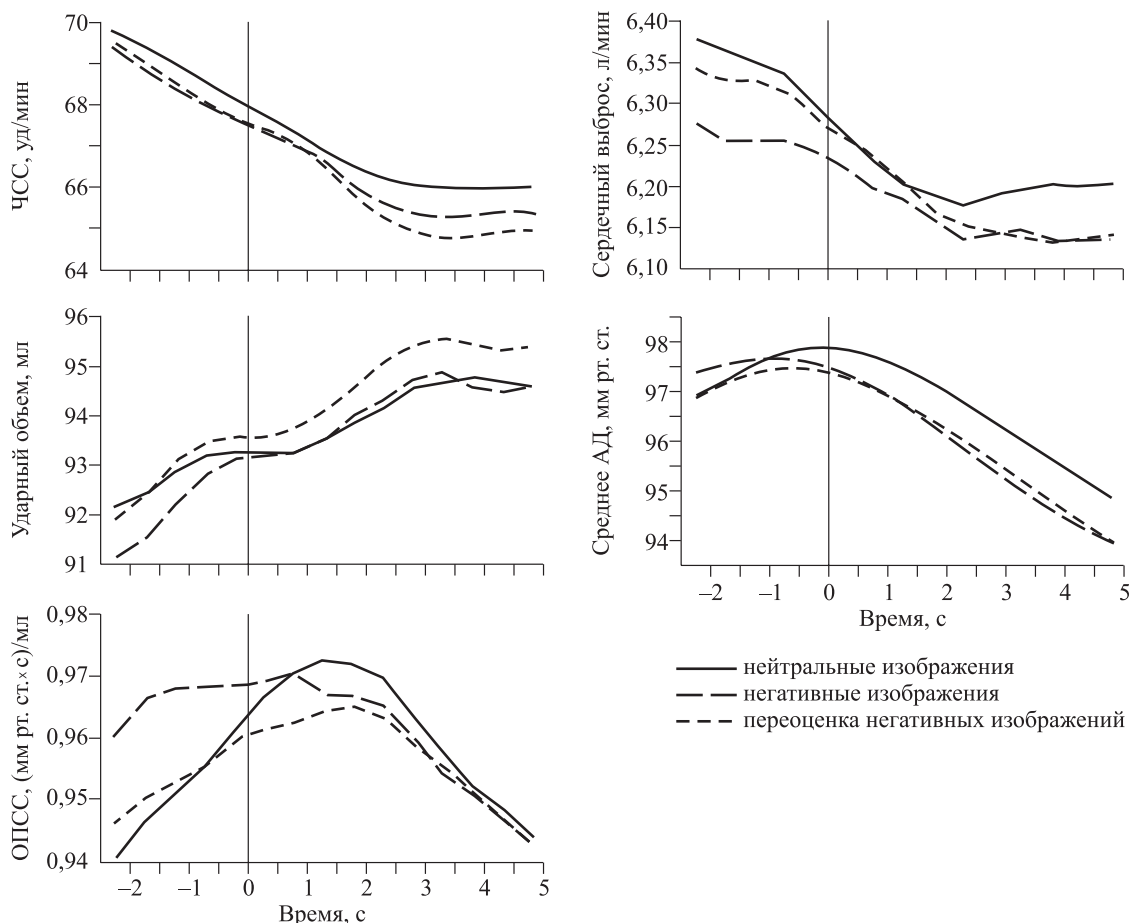 ЧСС, уд/мин
70
68
66
64
Сердечный выброс, л/мин
6,40
6,35
6,30
6,25
6,20
6,15
6,10
Ударный объем, мл
96
95
94
93
92
91
Среднее АД, мм рт. ст.
98
97
96
95
94
–2 –1 0 1 2 3 4 5
Время, с
ОПСС, (мм рт. ст.×с)/мл
0,98
0,97
0,96
0,95
0,94
–2 –1 0 1 2 3 4 5
Время, с
нейтральные изображения
негативные изображения
переоценка негативных изображений